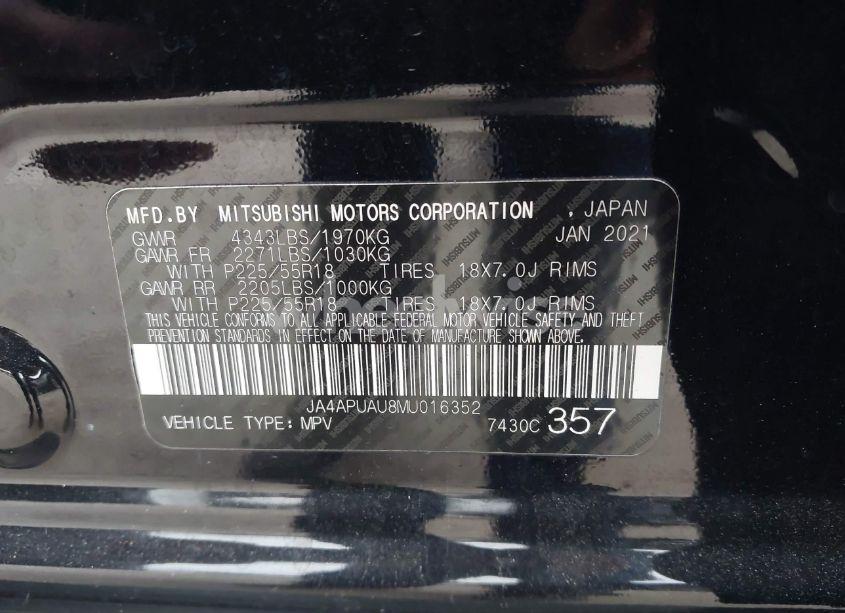 MFD.BY MITSUBISHI MOTORS CORPORATION , JAPAN
GVWR 4343LBS/1970KG JAN 2021
GAWR FR 2271LBS/1030KG
WITH P225/55R18 TIRES 18X7.0J RIMS
GAWR RR 2205LBS/1000KG
WITH P225/55R18 TIRES 18X7.0J RIMS
THIS VEHICLE CONFORMS TO ALL APPLICABLE FEDERAL MOTOR VEHICLE SAFETY AND THEFT
PREVENTION STANDARDS IN EFFECT ON THE DATE OF MANUFACTURE SHOWN ABOVE.
JA4APUAU8MU016352
VEHICLE TYPE: MPV 7430C 357